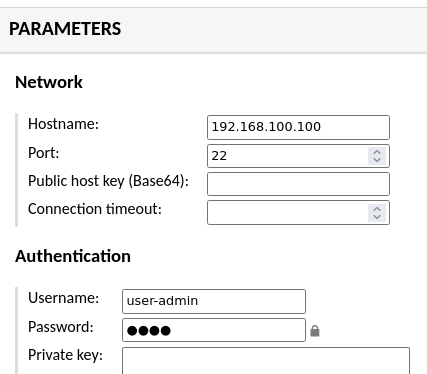 PARAMETERS
Network
Hostname: 192.168.100.100
Port: 22
Public host key (Base64):
Connection timeout:
Authentication
Username: user-admin
Password: ●●●●
Private key: